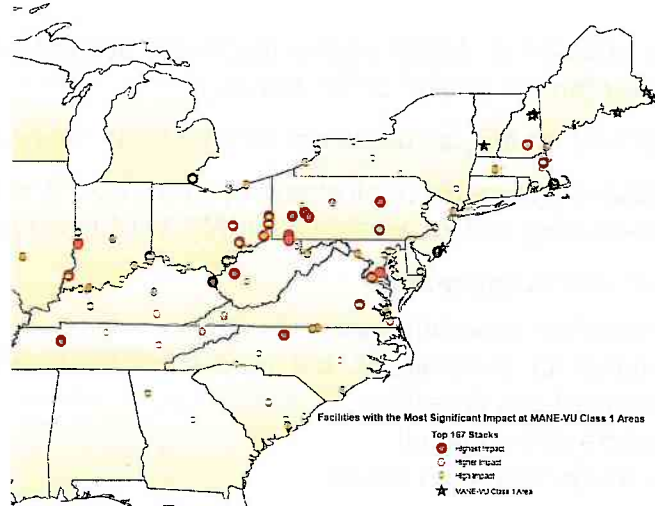 Facilities with the Most Significant Impact at MANE-VU Class 1 Areas
Top 167 Stacks
Highest Impact
Higher Impact
High Impact
MANE-VU Class 1 Area